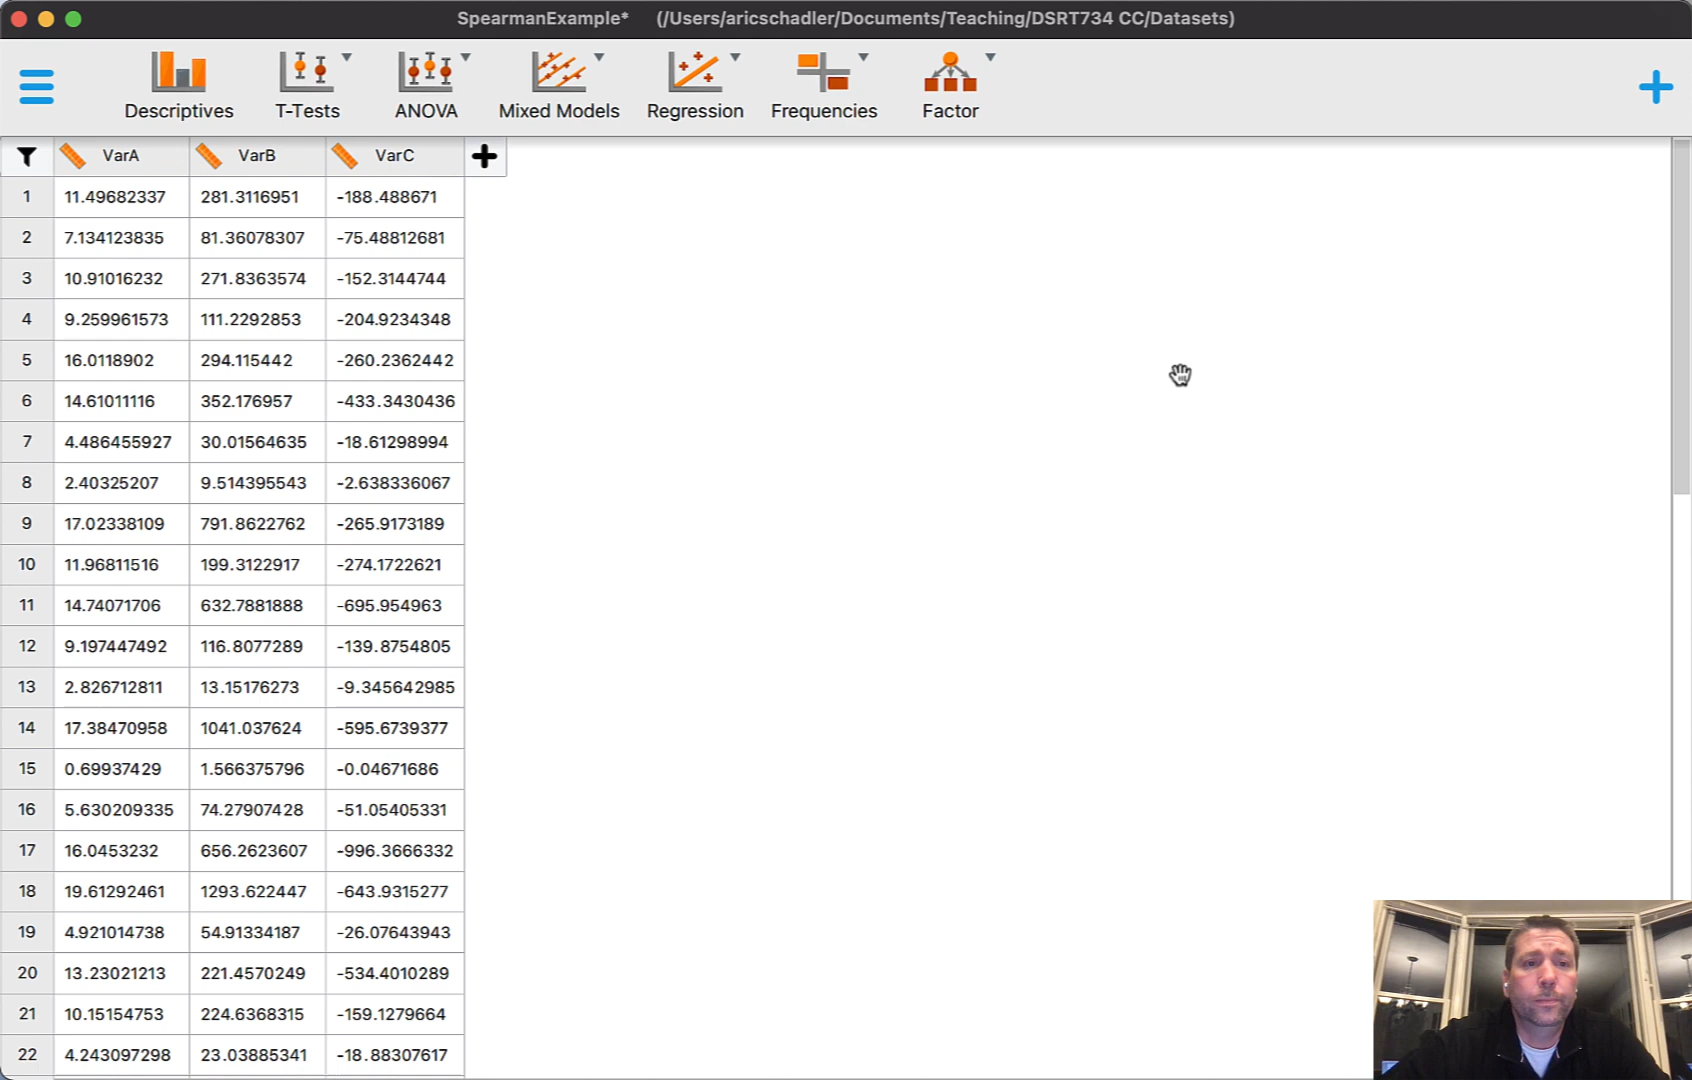 SpearmanExample* (/Users/aricschadler/Documents/Teaching/DSRT734 CC/Datasets)
Descriptives T-Tests ANOVA Mixed Models Regression Frequencies Factor
VarA VarB VarC
1 11.49682337 281.3116951 -188.488671
2 7.134123835 81.36078307 -75.48812681
3 10.91016232 271.8363574 -152.3144744
4 9.259961573 111.2292853 -204.9234348
5 16.0118902 294.115442 -260.2362442
6 14.61011116 352.176957 -433.3430436
7 4.486455927 30.01564635 -18.61298994
8 2.40325207 9.514395543 -2.638336067
9 17.02338109 791.8622762 -265.9173189
10 11.96811516 199.3122917 -274.1722621
11 14.74071706 632.7881888 -695.954963
12 9.197447492 116.8077289 -139.8754805
13 2.826712811 13.15176273 -9.345642985
14 17.38470958 1041.037624 -595.6739377
15 0.69937429 1.566375796 -0.04671686
16 5.630209335 74.27907428 -51.05405331
17 16.0453232 656.2623607 -996.3666332
18 19.61292461 1293.622447 -643.9315277
19 4.921014738 54.91334187 -26.07643943
20 13.23021213 221.4570249 -534.4010289
21 10.15154753 224.6368315 -159.1279664
22 4.243097298 23.03885341 -18.88307617